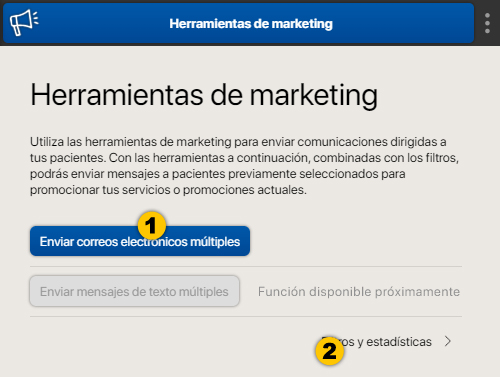 Herramientas de marketing
Herramientas de marketing
Utiliza las herramientas de marketing para enviar comunicaciones dirigidas a
tus pacientes. Con las herramientas a continuación, combinadas con los filtros,
podrás enviar mensajes a pacientes previamente seleccionados para
promocionar tus servicios o promociones actuales.
1
Enviar correos electrónicos múltiples
Enviar mensajes de texto múltiples Función disponible próximamente
2 y estadísticas